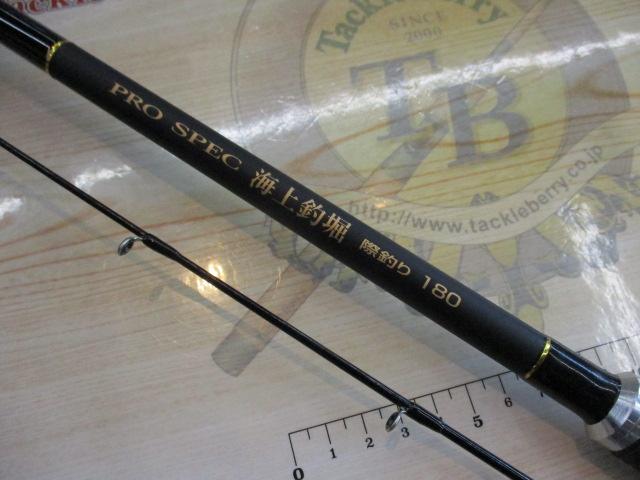 Tackleberry
SINCE
2000
TB
http://www.tackleberry.co.jp
PRO SPEC 海上釣堀 際釣り 180
0 1 2 3 5 6